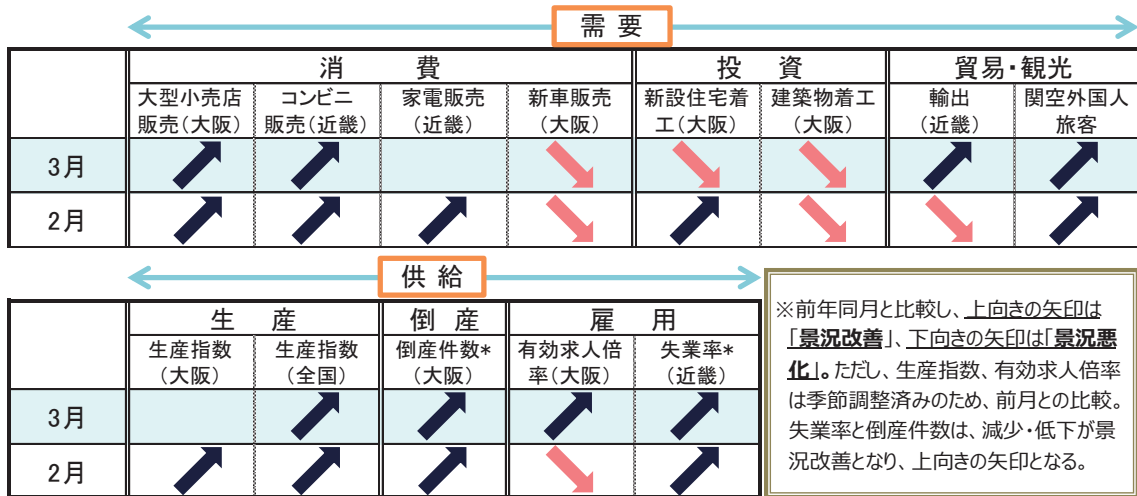 需 要
消 費 投 資 貿易・観光
大型小売店 コンビニ 家電販売 新車販売 新設住宅着 建築物着工 輸出 関空外国人
販売(大阪) 販売(近畿) (近畿) (大阪) 工(大阪) (大阪) (近畿) 旅客
3月
2月
供 給
生 産 倒 産 雇 用
生産指数 生産指数 倒産件数* 有効求人倍 失業率*
(大阪) (全国) (大阪) 率(大阪) (近畿)
3月
2月
※前年同月と比較し、上向きの矢印は
「景況改善」、下向きの矢印は「景況悪
化」。ただし、生産指数、有効求人倍率
は季節調整済みのため、前月との比較。
失業率と倒産件数は、減少・低下が景
況改善となり、上向きの矢印となる。